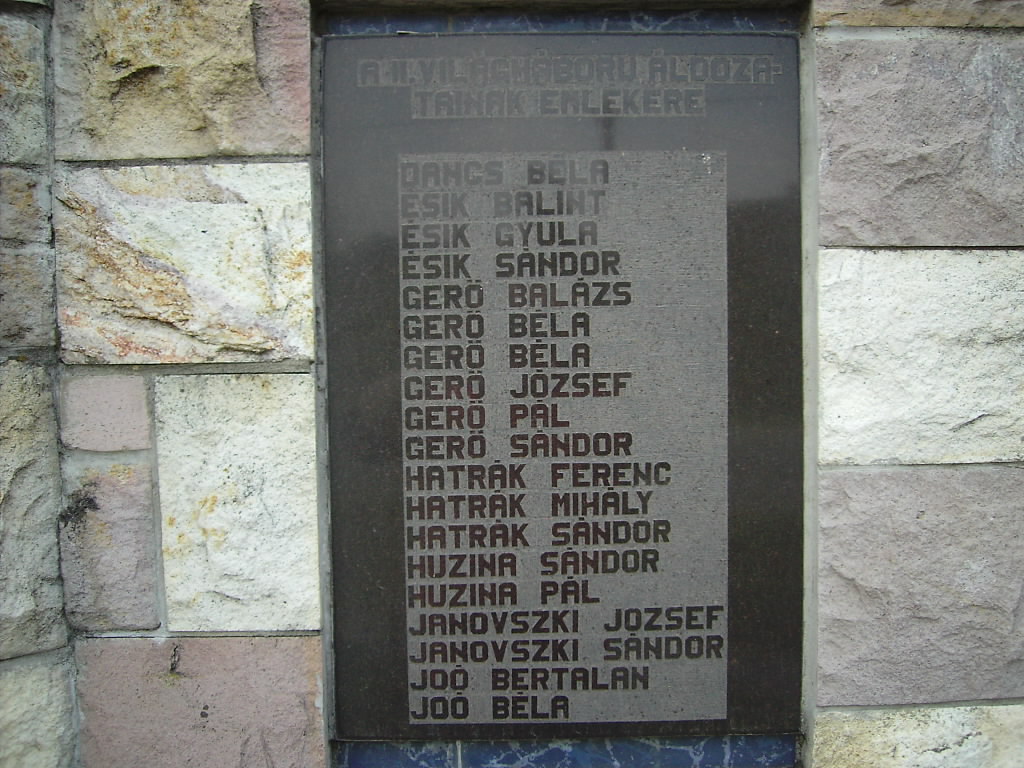 A II. VILÁGHÁBORÚ ÁLDOZA-
TAINAK EMLÉKÉRE
DANCS BÉLA
ÉSIK BÁLINT
ÉSIK GYULA
ÉSIK SÁNDOR
GERŐ BALÁZS
GERŐ BÉLA
GERŐ BÉLA
GERŐ JÓZSEF
GERŐ PÁL
GERŐ SÁNDOR
HATRÁK FERENC
HATRÁK MIHÁLY
HATRÁK SÁNDOR
HUZINA SÁNDOR
HUZINA PÁL
JANOVSZKI JÓZSEF
JANOVSZKI SÁNDOR
JOÓ BERTALAN
JOÓ BÉLA